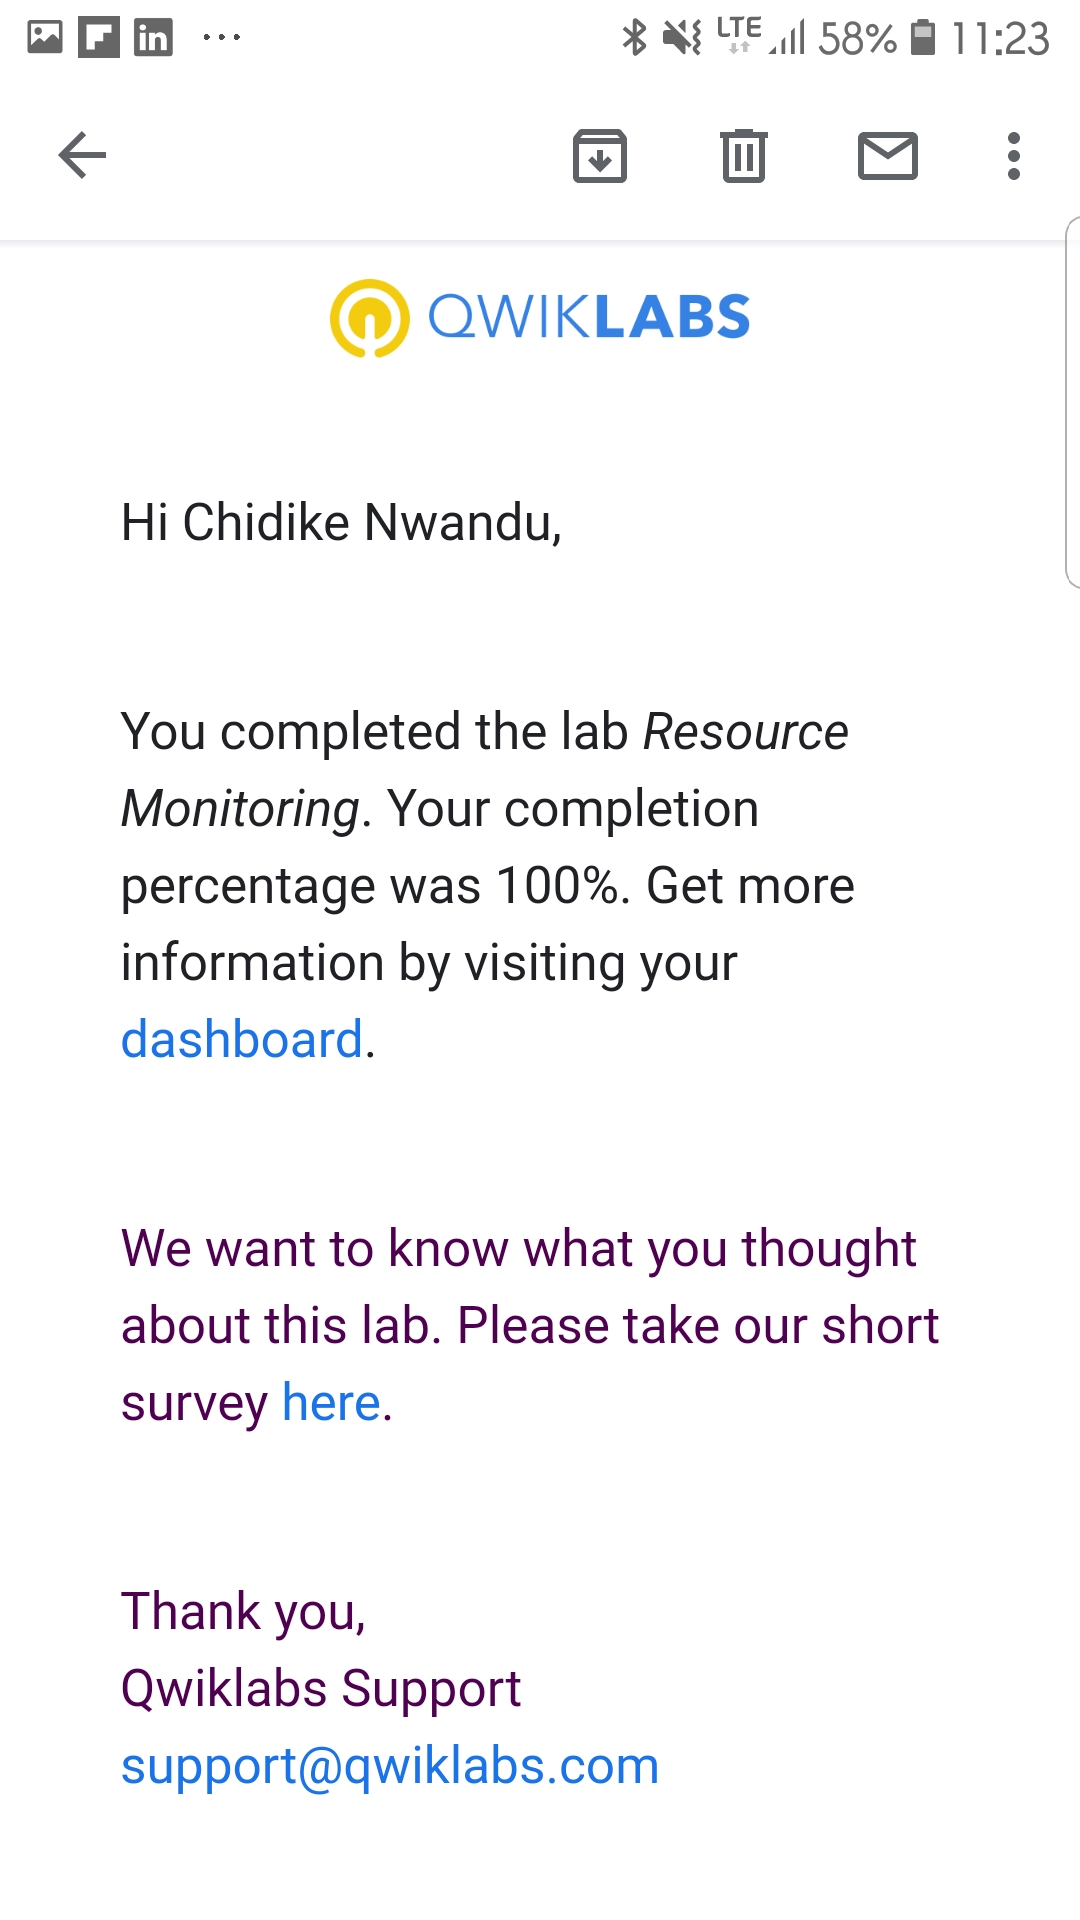 LTE 58% 11:23
QWIKLABS
Hi Chidike Nwandu,
You completed the lab Resource
Monitoring. Your completion
percentage was 100%. Get more
information by visiting your
dashboard.
We want to know what you thought
about this lab. Please take our short
survey here.
Thank you,
Qwiklabs Support
support@qwiklabs.com